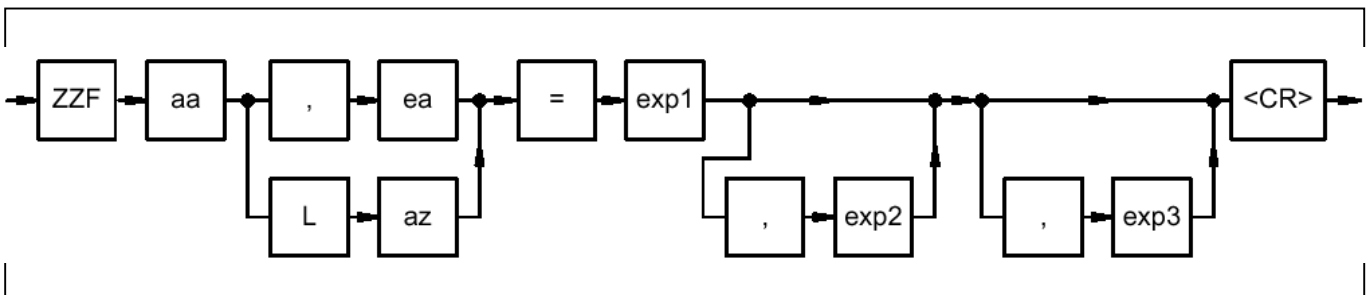 ZZF aa , ea = exp1 <CR>
L az , exp2 , exp3